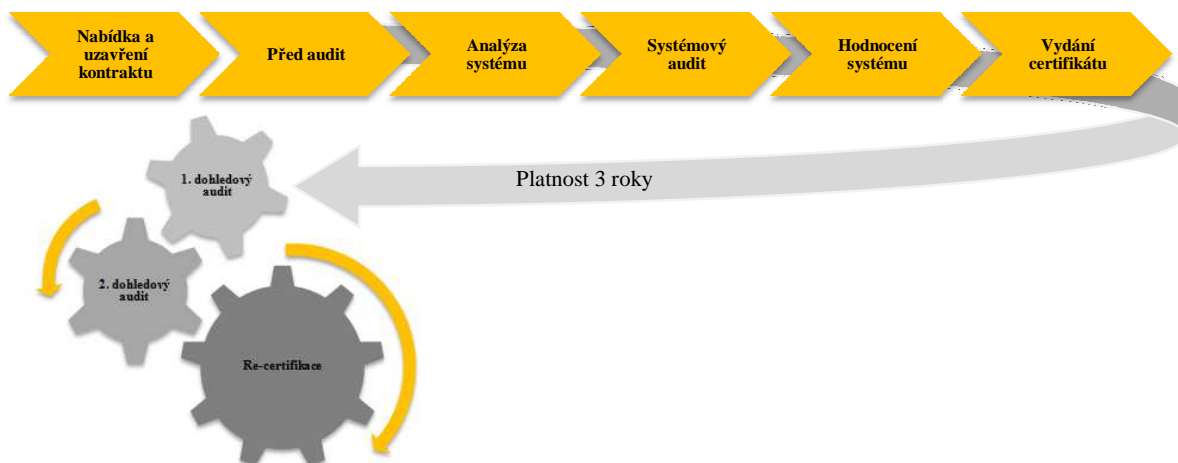 Nabídka a
uzavření
kontraktu
Před audit
Analýza
systému
Systémový
audit
Hodnocení
systému
Vydání
certifikátu
Platnost 3 roky
1. dohledový
audit
2. dohledový
audit
Re-certifikace